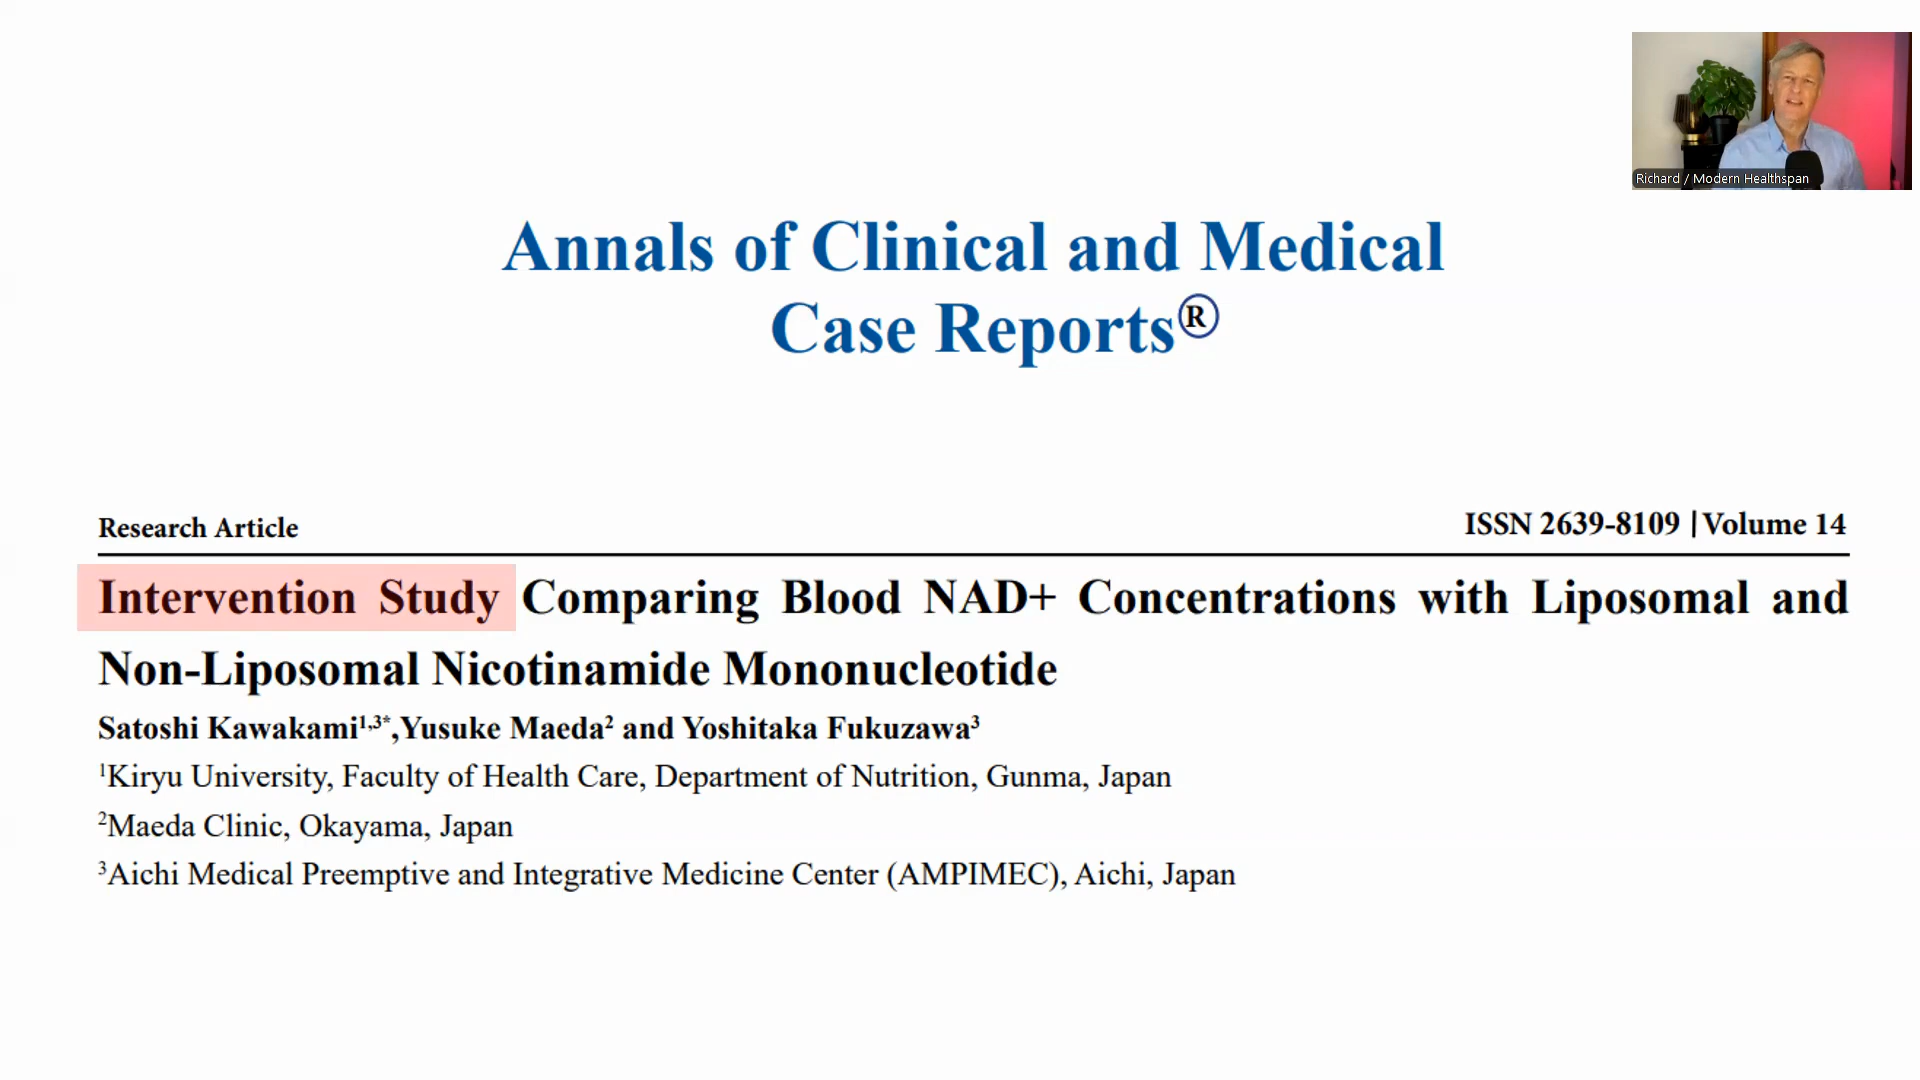 Richard / Modern Healthspan
Annals of Clinical and Medical
Case Reports®
Research Article
ISSN 2639-8109 | Volume 14
Intervention Study Comparing Blood NAD+ Concentrations with Liposomal and
Non-Liposomal Nicotinamide Mononucleotide
Satoshi Kawakami¹,³*,Yusuke Maeda² and Yoshitaka Fukuzawa³
¹Kiryu University, Faculty of Health Care, Department of Nutrition, Gunma, Japan
²Maeda Clinic, Okayama, Japan
³Aichi Medical Preemptive and Integrative Medicine Center (AMPIMEC), Aichi, Japan